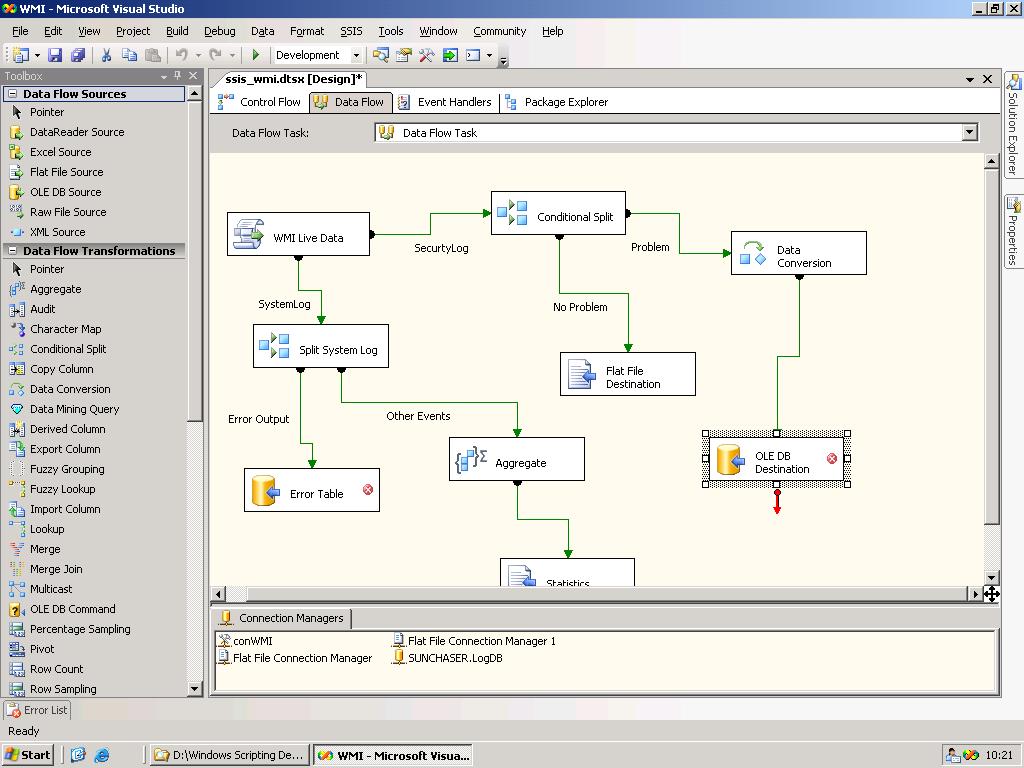 WMI - Microsoft Visual Studio
File Edit View Project Build Debug Data Format SSIS Tools Window Community Help
Development
Toolbox
Data Flow Sources
Pointer
DataReader Source
Excel Source
Flat File Source
OLE DB Source
Raw File Source
XML Source
Data Flow Transformations
Pointer
Aggregate
Audit
Character Map
Conditional Split
Copy Column
Data Conversion
Data Mining Query
Derived Column
Export Column
Fuzzy Grouping
Fuzzy Lookup
Import Column
Lookup
Merge
Merge Join
Multicast
OLE DB Command
Percentage Sampling
Pivot
Row Count
Row Sampling
ssis_wmi.dtsx [Design]*
Control Flow Data Flow Event Handlers Package Explorer
Data Flow Task: Data Flow Task
WMI Live Data
SecurtyLog
Conditional Split
Problem
Data
Conversion
SystemLog
No Problem
Split System Log
Flat File
Destination
Error Output
Other Events
Aggregate
OLE DB
Destination
Error Table
Statistics
Connection Managers
conWMI
Flat File Connection Manager 1
Flat File Connection Manager
SUNCHASER.LogDB
Solution Explorer
Properties
Error List
Ready
Start
D:\Windows Scripting De...
WMI - Microsoft Visua...
10:21